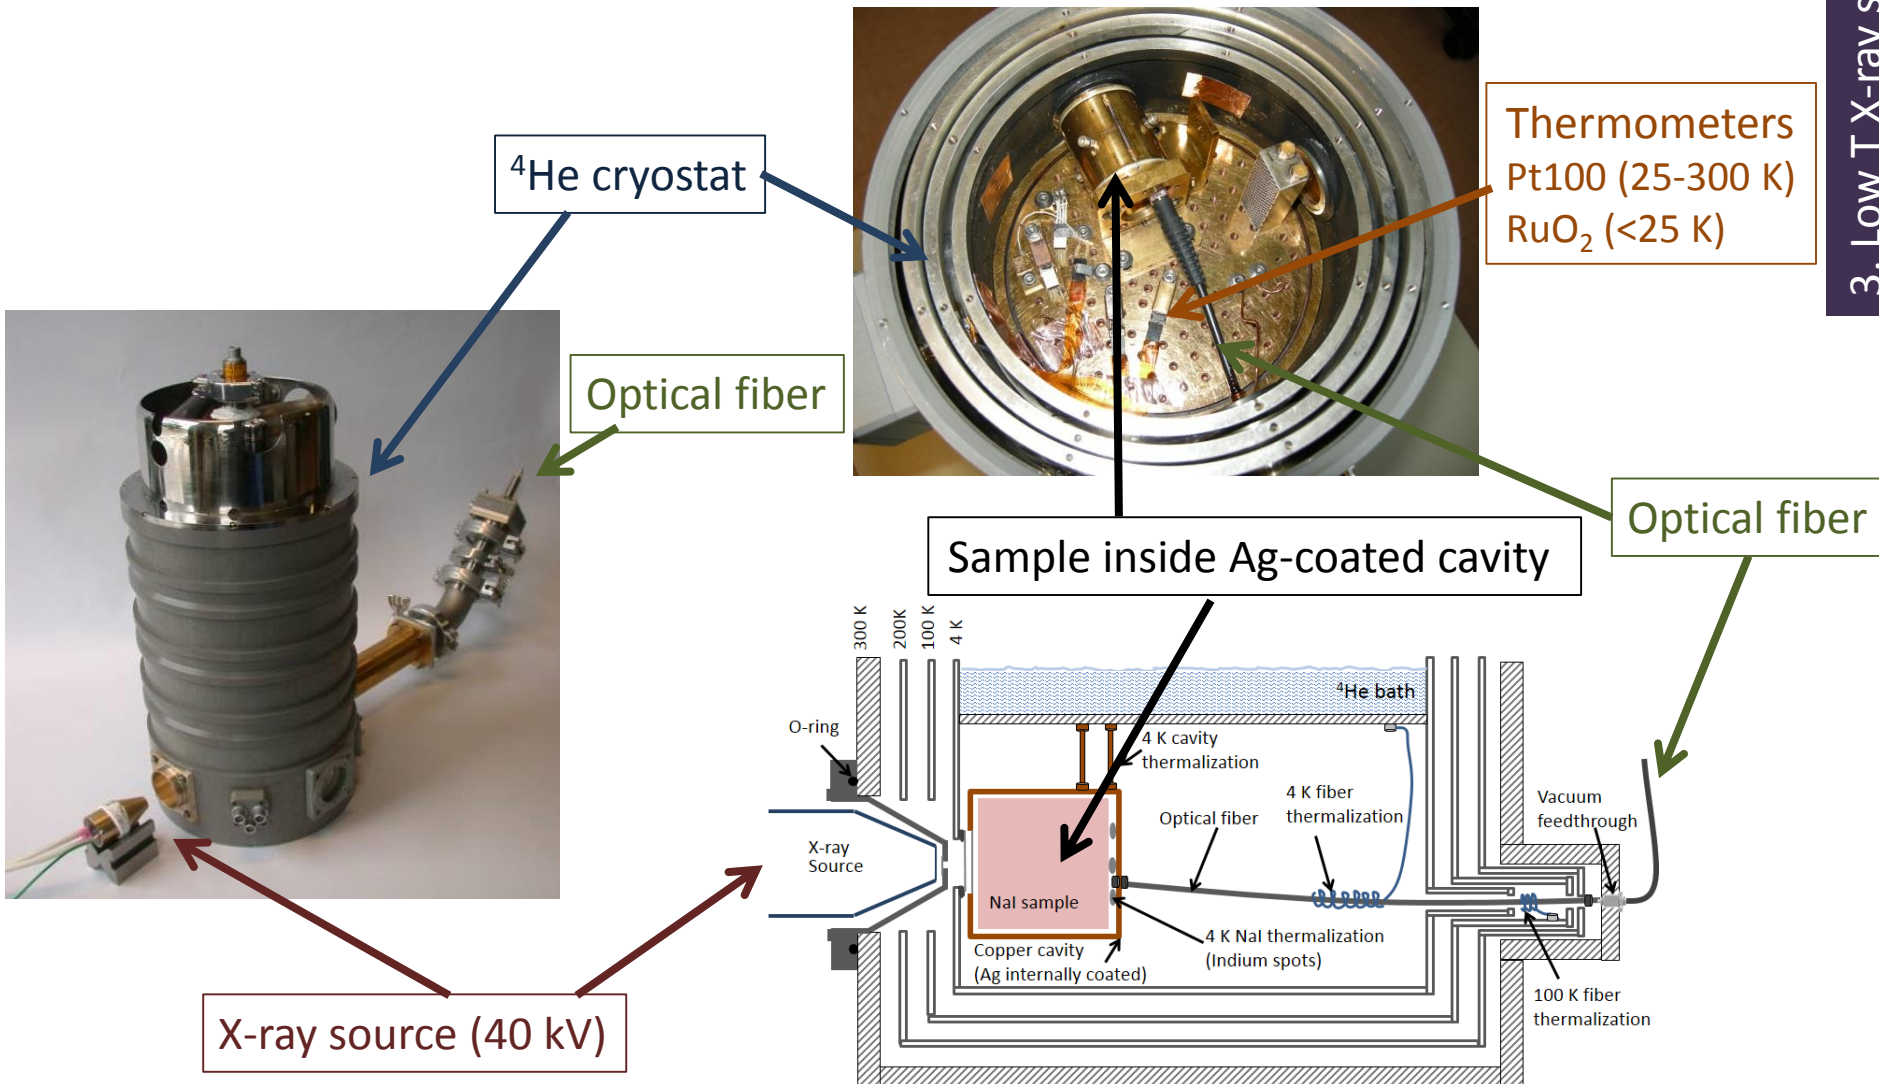 3. Low T X-ray
⁴He cryostat
Thermometers
Pt100 (25-300 K)
RuO₂ (<25 K)
Optical fiber
Optical fiber
Sample inside Ag-coated cavity
X-ray source (40 kV)
300 K
200K
100 K
4 K
⁴He bath
O-ring
4 K cavity
thermalization
4 K fiber
thermalization
Optical fiber
Vacuum
feedthrough
X-ray
Source
NaI sample
Copper cavity
(Ag internally coated)
4 K NaI thermalization
(Indium spots)
100 K fiber
thermalization